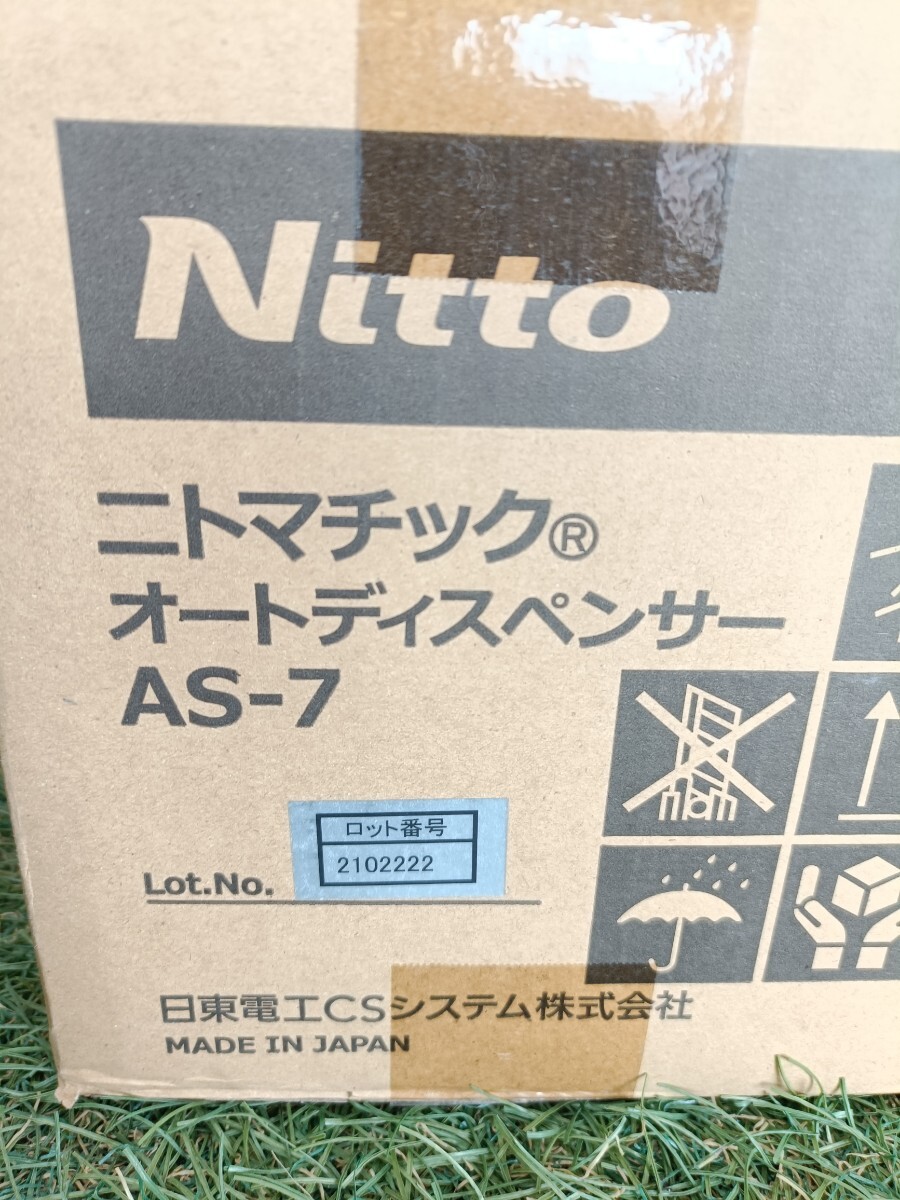 Nitto
ニトマチック®
オートディスペンサー
AS-7
ロット番号
Lot.No. 2102222
日東電工CSシステム株式会社
MADE IN JAPAN